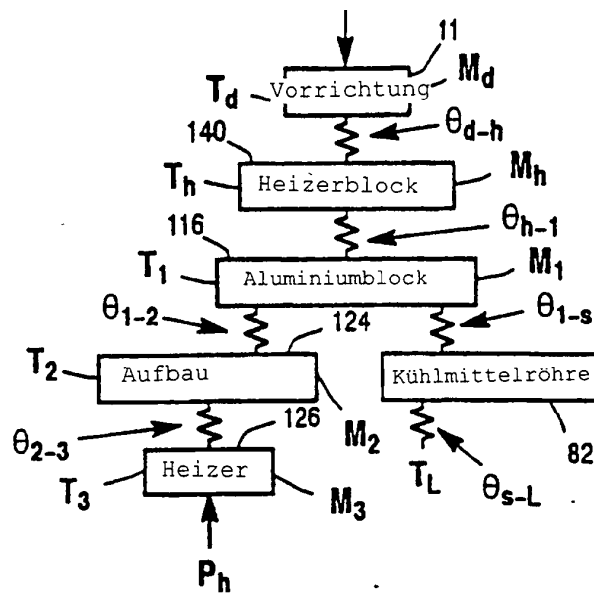 11
T_d Vorrichtung M_d
θ_d-h
140
T_h Heizerblock M_h
θ_h-1
116
T_1 Aluminiumblock M_1
θ_1-2 124 θ_1-s
T_2 Aufbau Kühlmittelröhre
θ_2-3 126 M_2 82
T_3 Heizer M_3 T_L θ_s-L
P_h